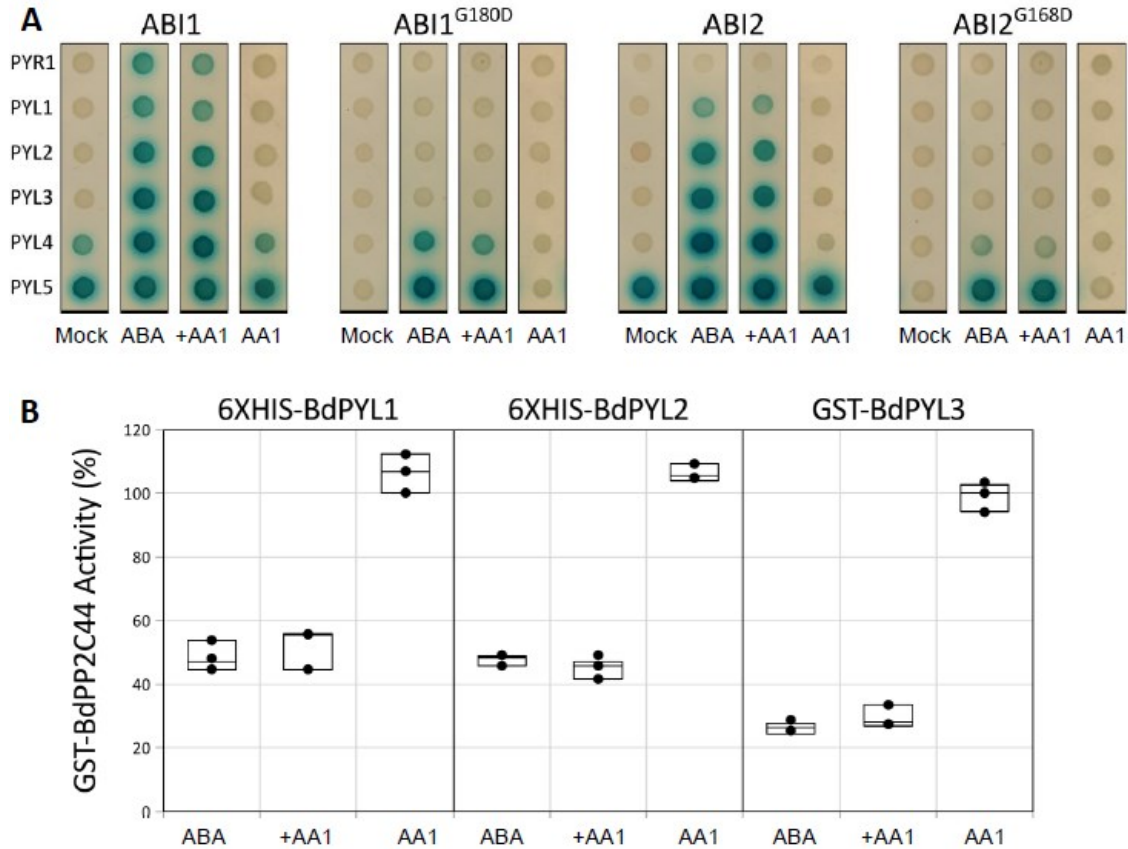 A
ABI1 ABI1G180D ABI2 ABI2G168D
PYR1
PYL1
PYL2
PYL3
PYL4
PYL5
Mock ABA +AA1 AA1 Mock ABA +AA1 AA1 Mock ABA +AA1 AA1 Mock ABA +AA1 AA1
B
6XHIS-BdPYL1 6XHIS-BdPYL2 GST-BdPYL3
GST-BdPP2C44 Activity (%)
120
100
80
60
40
20
0
ABA +AA1 AA1 ABA +AA1 AA1 ABA +AA1 AA1